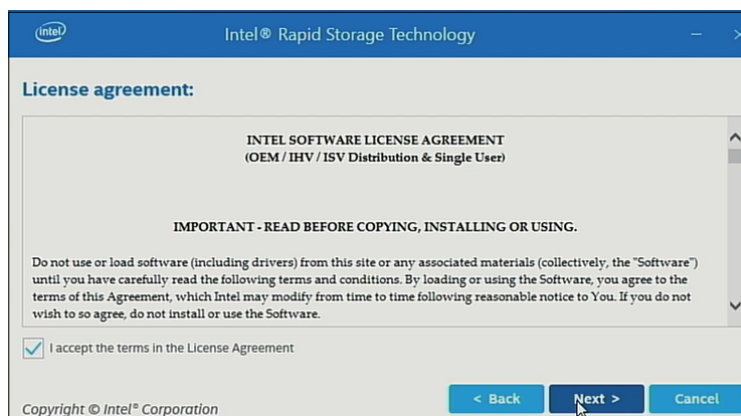 intel
Intel® Rapid Storage Technology
License agreement:
INTEL SOFTWARE LICENSE AGREEMENT
(OEM / IHV / ISV Distribution & Single User)
IMPORTANT - READ BEFORE COPYING, INSTALLING OR USING.
Do not use or load software (including drivers) from this site or any associated materials (collectively, the "Software")
until you have carefully read the following terms and conditions. By loading or using the Software, you agree to the
terms of this Agreement, which Intel may modify from time to time following reasonable notice to You. If you do not
wish to so agree, do not install or use the Software.
I accept the terms in the License Agreement
< Back
Next >
Cancel
Copyright © Intel® Corporation